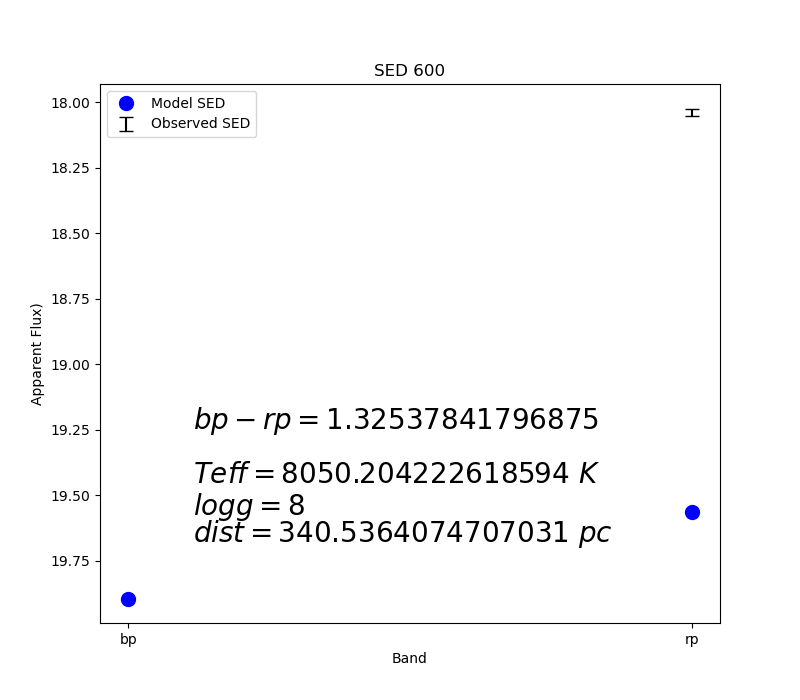 SED 600
Model SED
Observed SED
18.00
18.25
18.50
18.75
19.00
19.25
19.50
19.75
Apparent Flux)
bp − rp = 1.32537841796875
Teff = 8050.204222618594 K
logg = 8
dist = 340.5364074707031 pc
bp
rp
Band